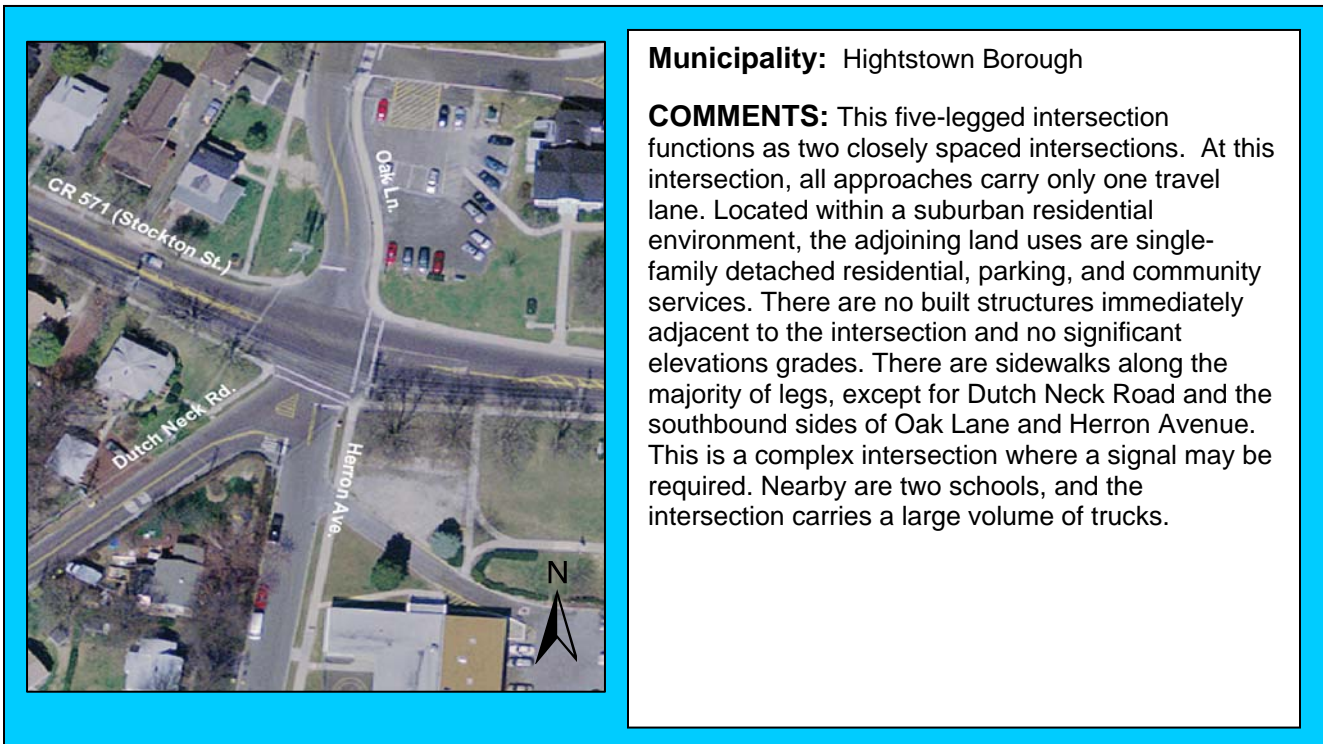 CR 571 (Stockton St.)
Oak Ln.
Dutch Neck Rd.
Herron Ave.
N
Municipality: Hightstown Borough
COMMENTS: This five-legged intersection
functions as two closely spaced intersections. At this
intersection, all approaches carry only one travel
lane. Located within a suburban residential
environment, the adjoining land uses are single-
family detached residential, parking, and community
services. There are no built structures immediately
adjacent to the intersection and no significant
elevations grades. There are sidewalks along the
majority of legs, except for Dutch Neck Road and the
southbound sides of Oak Lane and Herron Avenue.
This is a complex intersection where a signal may be
required. Nearby are two schools, and the
intersection carries a large volume of trucks.